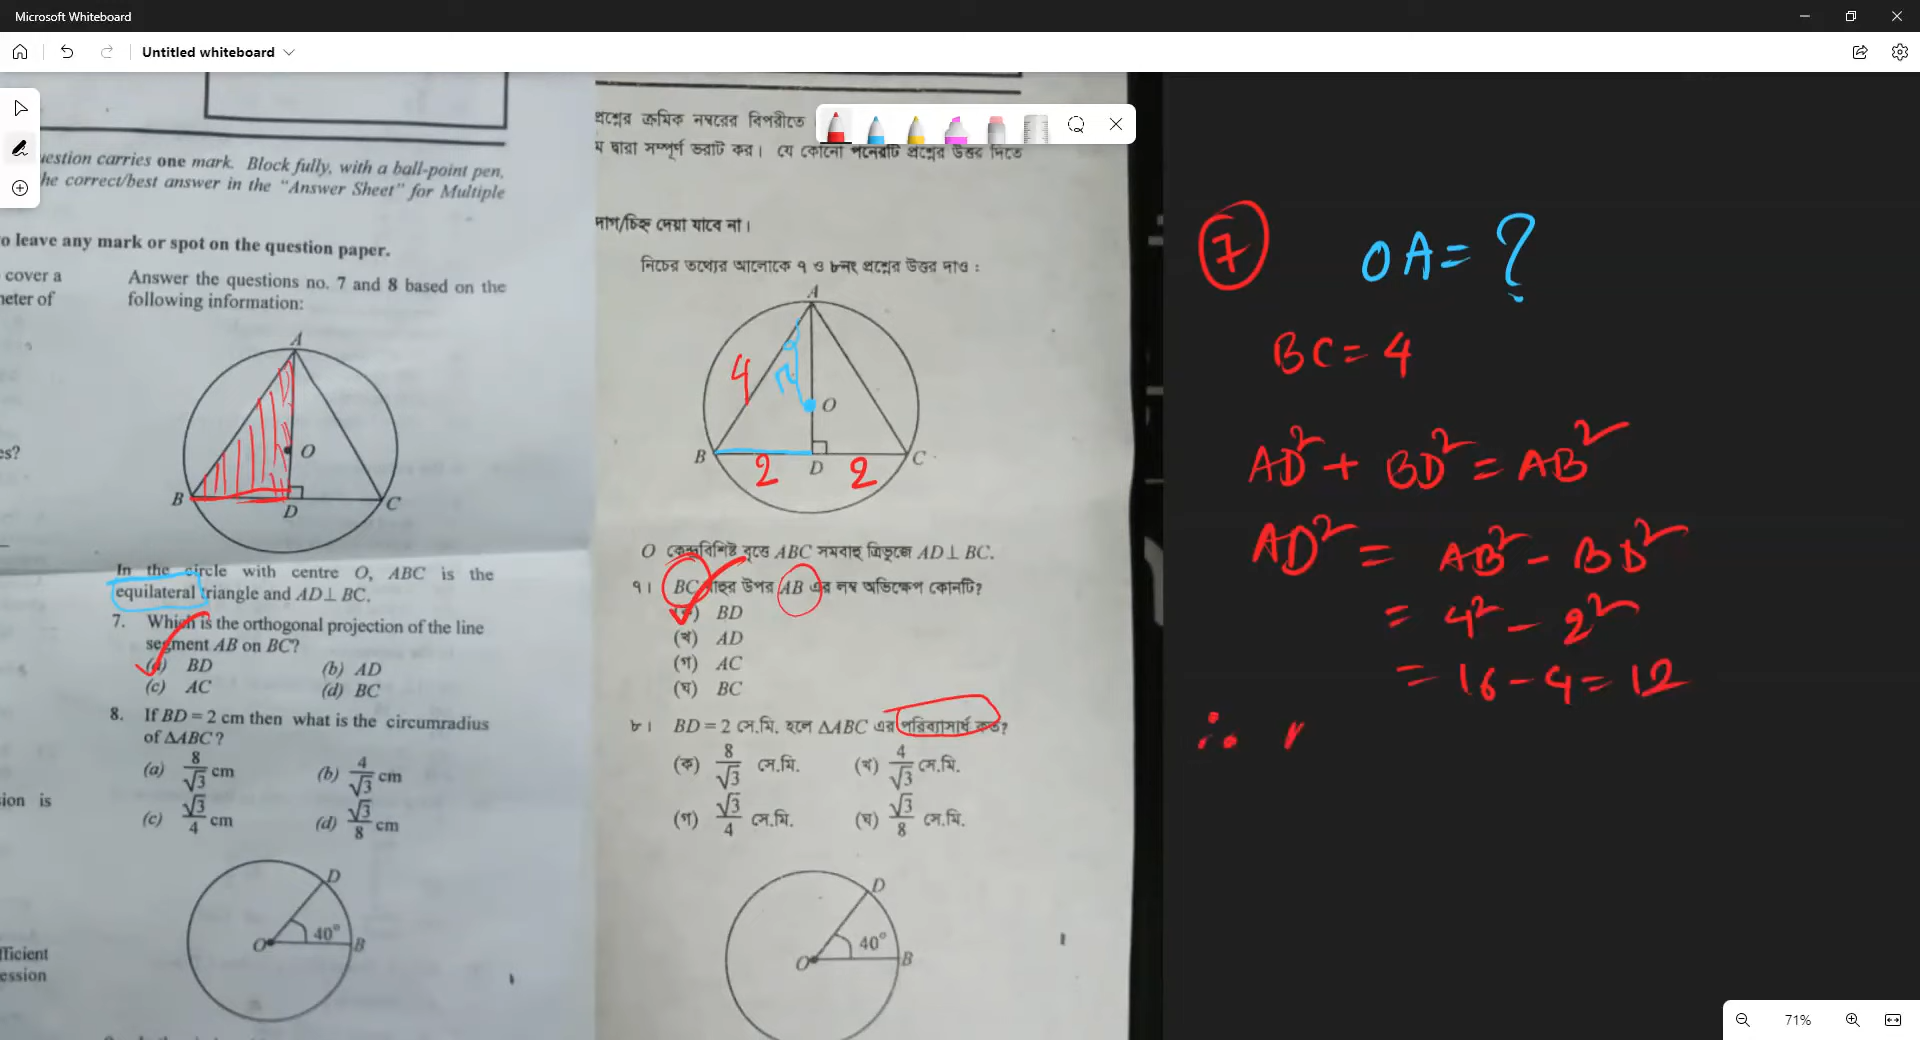 Microsoft Whiteboard
Untitled whiteboard
uestion carries one mark. Block fully, with a ball-point pen,
he correct/best answer in the "Answer Sheet" for Multiple
o leave any mark or spot on the question paper.
cover a
neter of
Answer the questions no. 7 and 8 based on the
following information:
A
O
B
D
C
es?
In the circle with centre O, ABC is the
equilateral triangle and AD⊥BC.
7. Which is the orthogonal projection of the line
segment AB on BC?
(a) BD (b) AD
(c) AC (d) BC
8. If BD = 2 cm then what is the circumradius
of ΔABC?
(a) 8/√3 cm (b) 4/√3 cm
(c) √3/4 cm (d) √3/8 cm
sion is
D
O 40° B
fficient
ession
প্রশ্নের ক্রমিক নম্বরের বিপরীতে
ম দ্বারা সম্পূর্ণ ভরাট কর। যে কোনো পনেরটি প্রশ্নের উত্তর দিতে
দাগ/চিহ্ন দেয়া যাবে না।
নিচের তথ্যের আলোকে ৭ ও ৮নং প্রশ্নের উত্তর দাও :
A
4
O
B
D
C
2 2
O কেন্দ্রবিশিষ্ট বৃত্তে ABC সমবাহু ত্রিভুজে AD⊥BC.
৭। BC বাহুর উপর AB এর লম্ব অভিক্ষেপ কোনটি?
(ক) BD
(খ) AD
(গ) AC
(ঘ) BC
৮। BD = 2 সে.মি. হলে ΔABC এর পরিব্যাসার্ধ কত?
(ক) 8/√3 সে.মি. (খ) 4/√3 সে.মি.
(গ) √3/4 সে.মি. (ঘ) √3/8 সে.মি.
D
O 40° B
7 OA = ?
BC = 4
AD² + BD² = AB²
AD² = AB² - BD²
= 4² - 2²
= 16 - 4 = 12
∴
71%